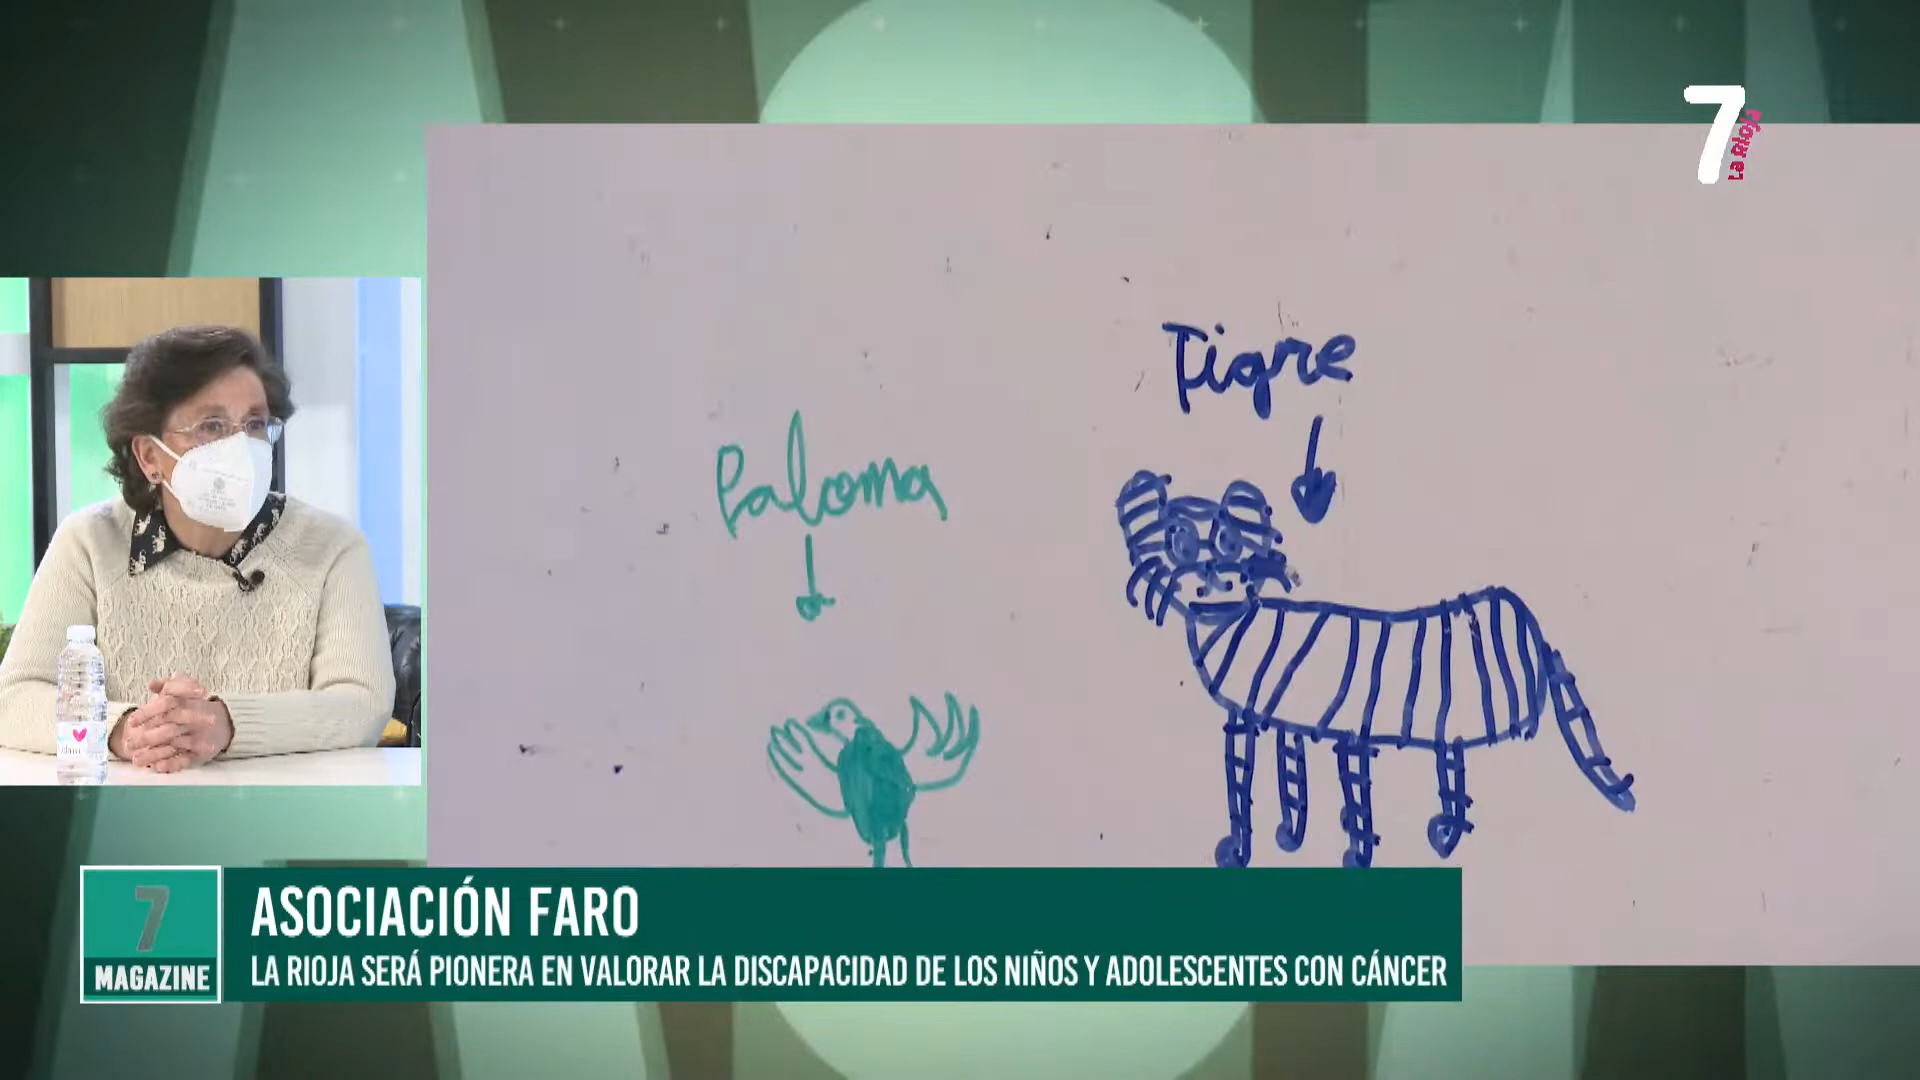 7
La Rioja
Tigre
Paloma
7
MAGAZINE
ASOCIACIÓN FARO
LA RIOJA SERÁ PIONERA EN VALORAR LA DISCAPACIDAD DE LOS NIÑOS Y ADOLESCENTES CON CÁNCER